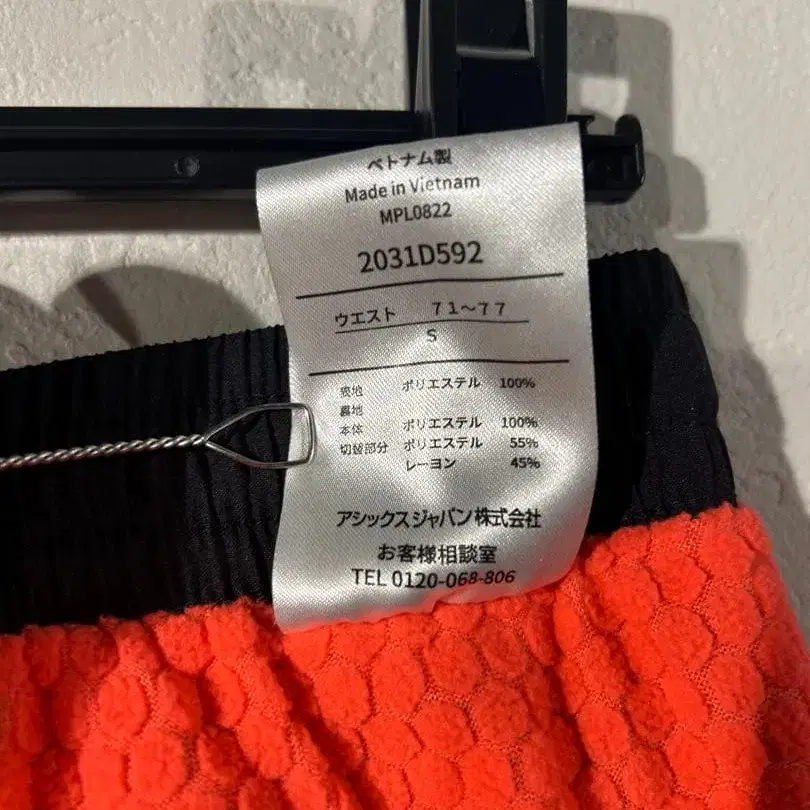 ベトナム製
Made in Vietnam
MPL0822
2031D592
ウエスト 71～77
S
表地 ポリエステル 100%
裏地
本体 ポリエステル 100%
切替部分 ポリエステル 55%
レーヨン 45%
アシックスジャパン株式会社
お客様相談室
TEL 0120-068-806